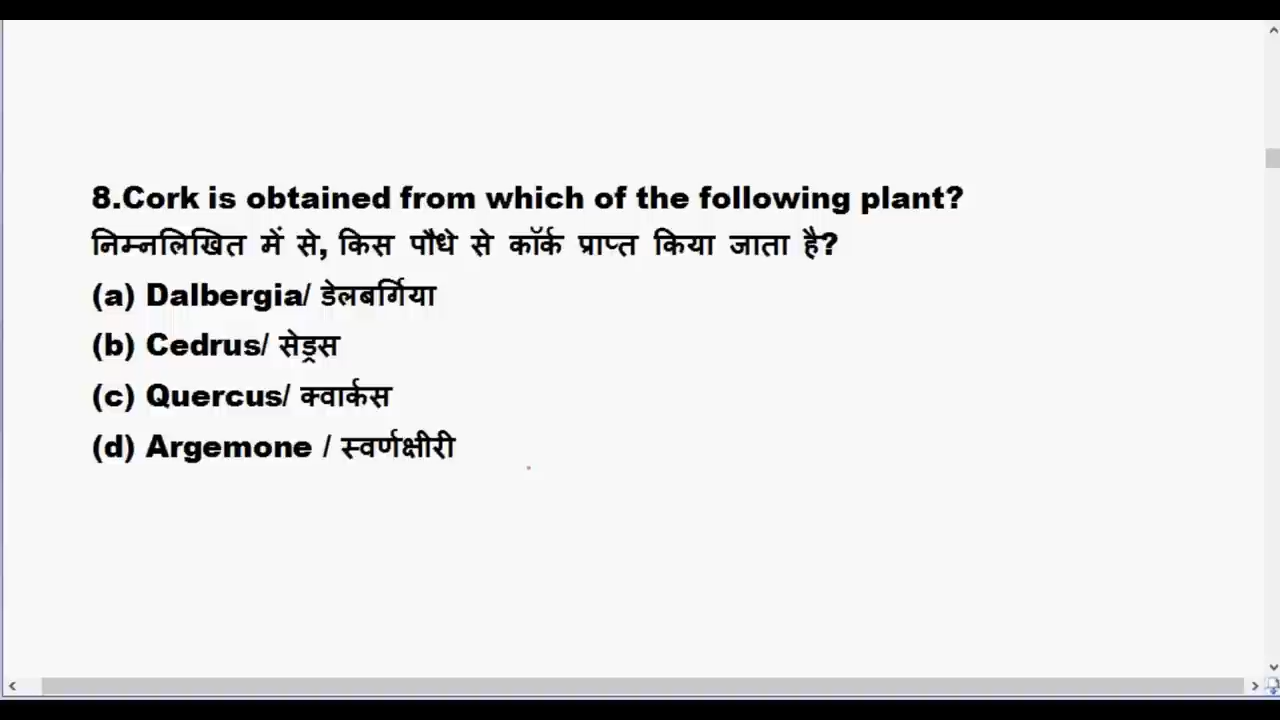 8.Cork is obtained from which of the following plant?
निम्नलिखित में से, किस पौधे से कॉर्क प्राप्त किया जाता है?
(a) Dalbergia/ डेलबर्गिया
(b) Cedrus/ सेड्रस
(c) Quercus/ क्वार्कस
(d) Argemone / स्वर्णक्षीरी